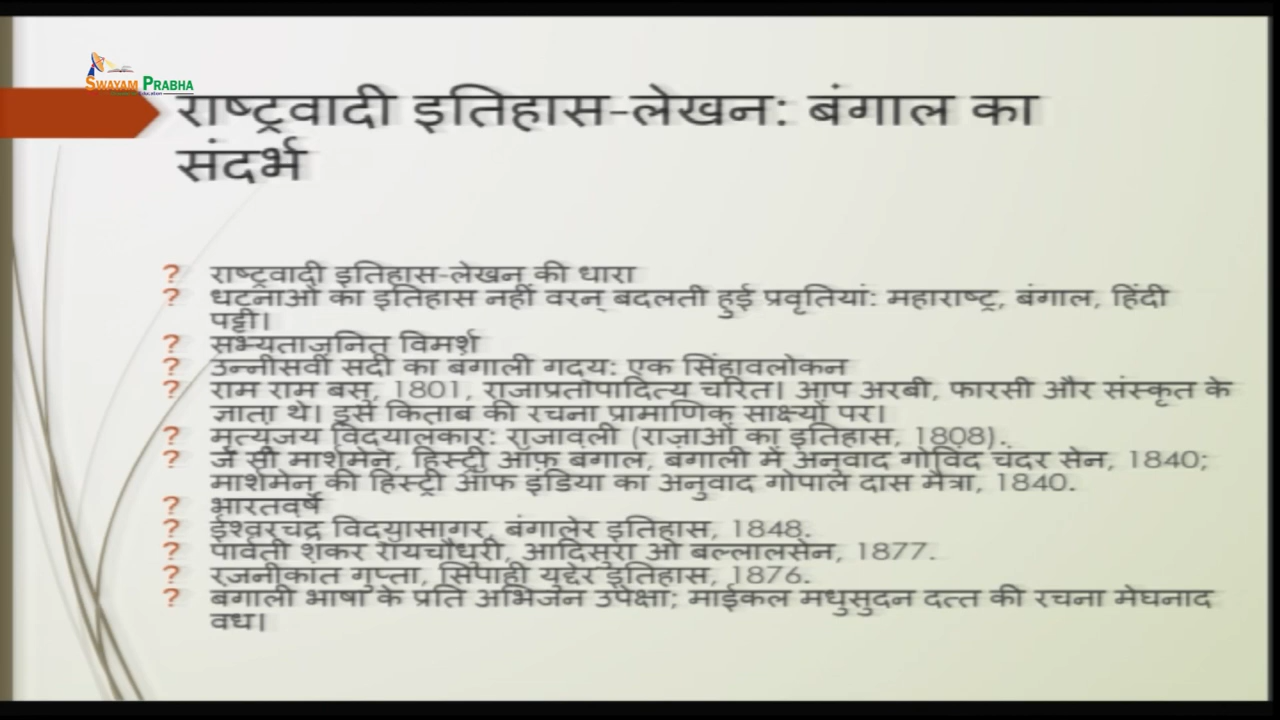 SWAYAM PRABHA
राष्ट्रवादी इतिहास-लेखन: बंगाल का
संदर्भ
? राष्ट्रवादी इतिहास-लेखन की धारा
? घटनाओं का इतिहास नहीं वरन् बदलती हुई प्रवृतियां: महाराष्ट्र, बंगाल, हिंदी
पट्टी।
? सभ्यताजनित विमर्श
? उन्नीसवीं सदी का बंगाली गद्य: एक सिंहावलोकन
? राम राम बसु, 1801, राजाप्रतोपादित्य चरित। आप अरबी, फारसी और संस्कृत के
ज्ञाता थे। इस किताब की रचना प्रामाणिक साक्ष्यों पर।
? मृत्युंजय विद्यालंकार: राजावली (राजाओं का इतिहास, 1808).
? जे सी मार्शमेन, हिस्ट्री ऑफ़ बंगाल, बंगाली में अनुवाद गोविंद चंदर सेन, 1840;
मार्शमेन की हिस्ट्री ऑफ इंडिया का अनुवाद गोपाल दास मैत्रा, 1840.
? भारतवर्ष
? ईश्वरचंद्र विद्यासागर, बंगालेर इतिहास, 1848.
? पार्वती शंकर रायचौधुरी, आदिसुरा ओ बल्लालसेन, 1877.
? रजनीकांत गुप्ता, सिपाही युद्देर इतिहास, 1876.
? बंगाली भाषा के प्रति अभिजन उपेक्षा; माईकल मधुसुदन दत्त की रचना मेघनाद
वध।